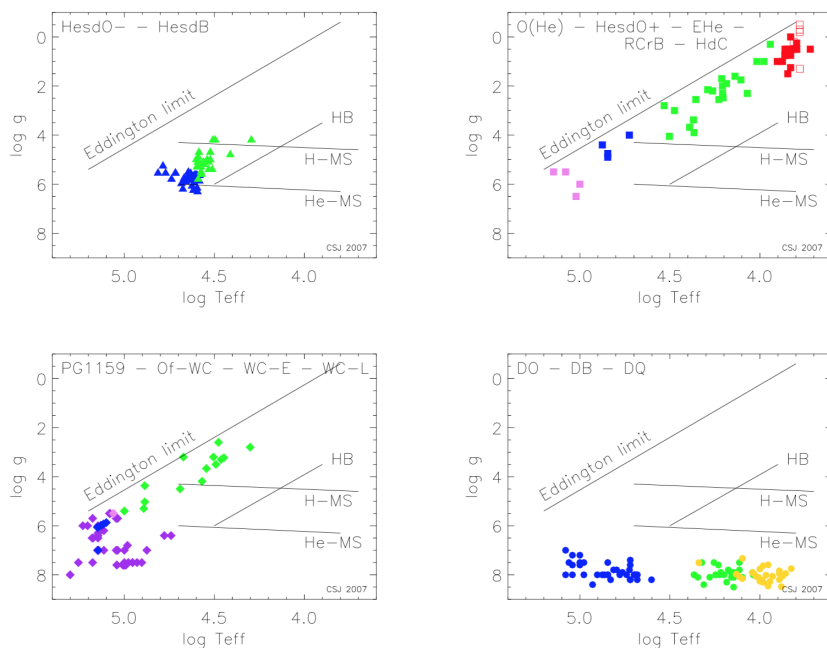 HesdO- - HesdB
0
2
4
6
8
log g
Eddington limit
HB
H-MS
He-MS
CSJ 2007
5.0 4.5 4.0
log Teff
O(He) - HesdO+ - EHe -
RCrB - HdC
0
2
4
6
8
log g
Eddington limit
HB
H-MS
He-MS
CSJ 2007
5.0 4.5 4.0
log Teff
PG1159 - Of-WC - WC-E - WC-L
0
2
4
6
8
log g
Eddington limit
HB
H-MS
He-MS
CSJ 2007
5.0 4.5 4.0
log Teff
DO - DB - DQ
0
2
4
6
8
log g
Eddington limit
HB
H-MS
He-MS
CSJ 2007
5.0 4.5 4.0
log Teff